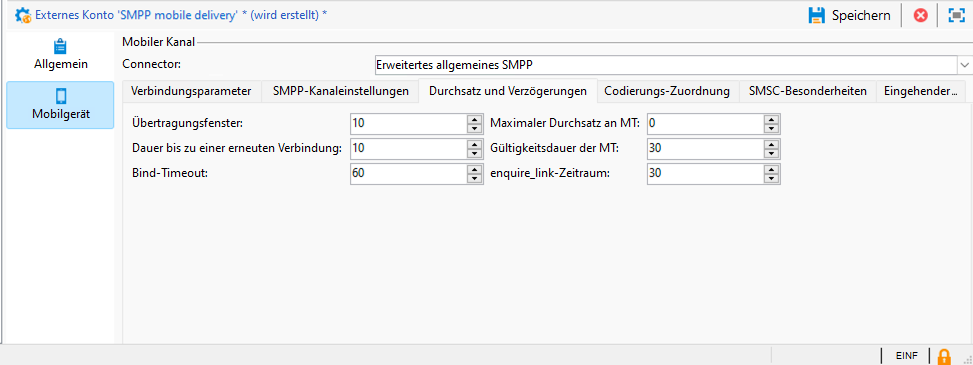 Externes Konto 'SMPP mobile delivery' * (wird erstellt) *
Speichern
Allgemein
Mobilgerät
Mobiler Kanal
Connector: Erweitertes allgemeines SMPP
Verbindungsparameter SMPP-Kanaleinstellungen Durchsatz und Verzögerungen Codierungs-Zuordnung SMSC-Besonderheiten Eingehender...
Übertragungsfenster: 10 Maximaler Durchsatz an MT: 0
Dauer bis zu einer erneuten Verbindung: 10 Gültigkeitsdauer der MT: 30
Bind-Timeout: 60 enquire_link-Zeitraum: 30
EINF